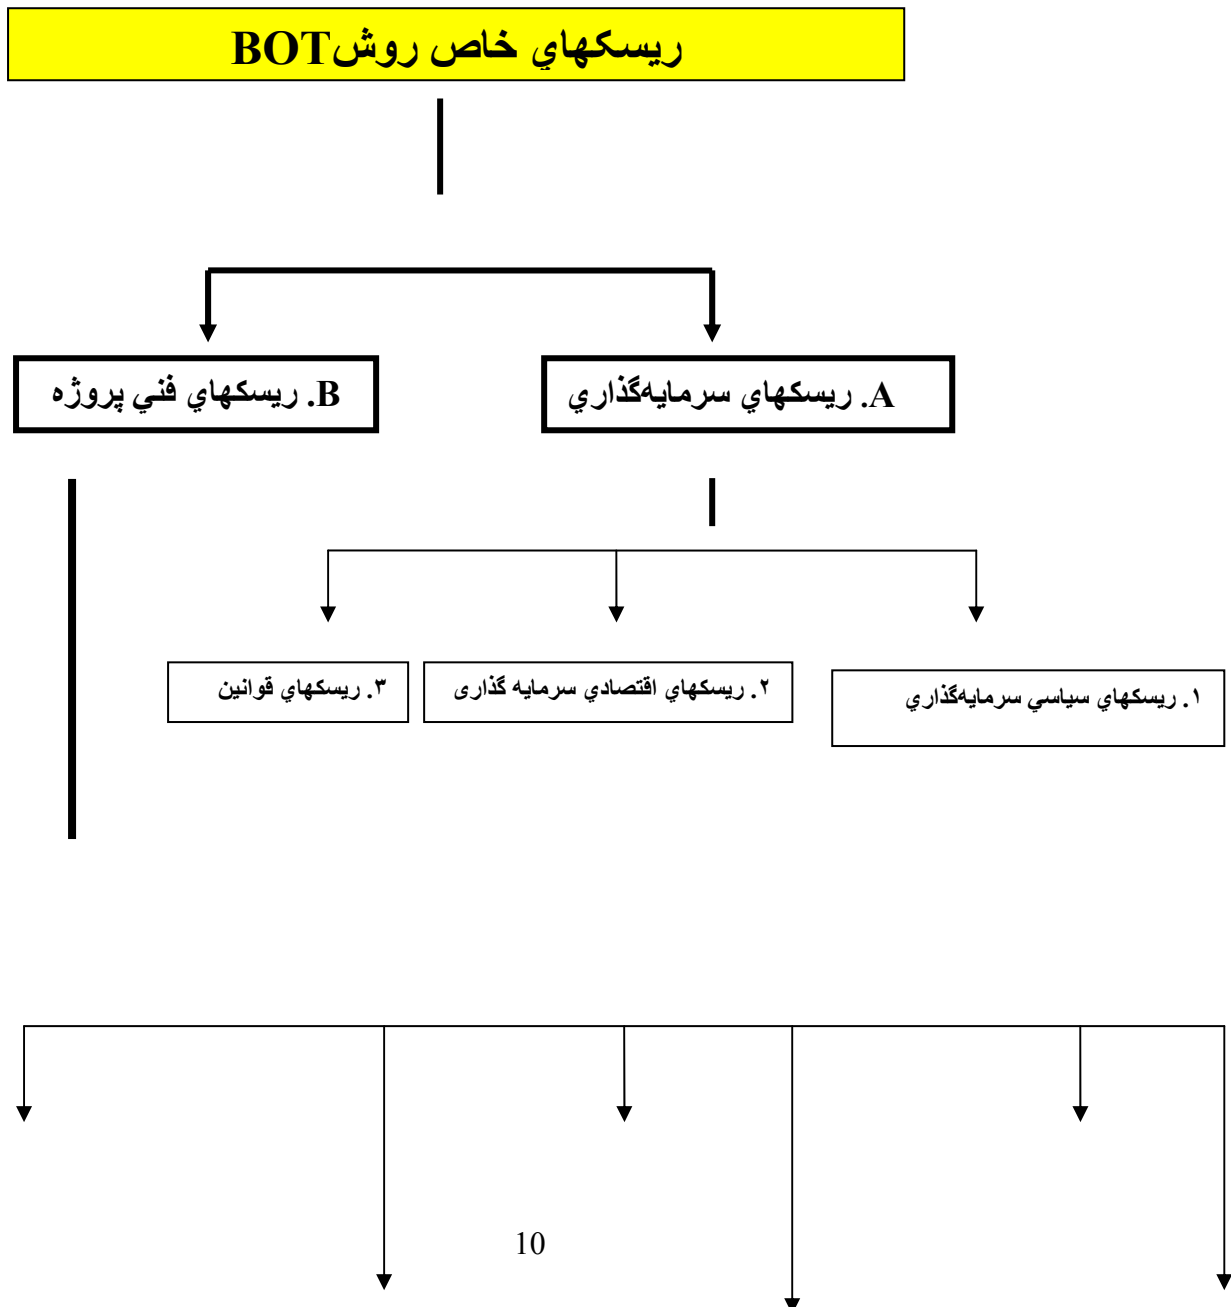 ريسكهاي خاص روشBOT
A. ريسكهاي سرمايه‌گذاري
B. ريسكهاي فني پروژه
۱. ريسكهاي سياسي سرمايه‌گذاري
۲. ريسكهاي اقتصادي سرمايه گذاری
۳. ريسكهاي قوانين
10